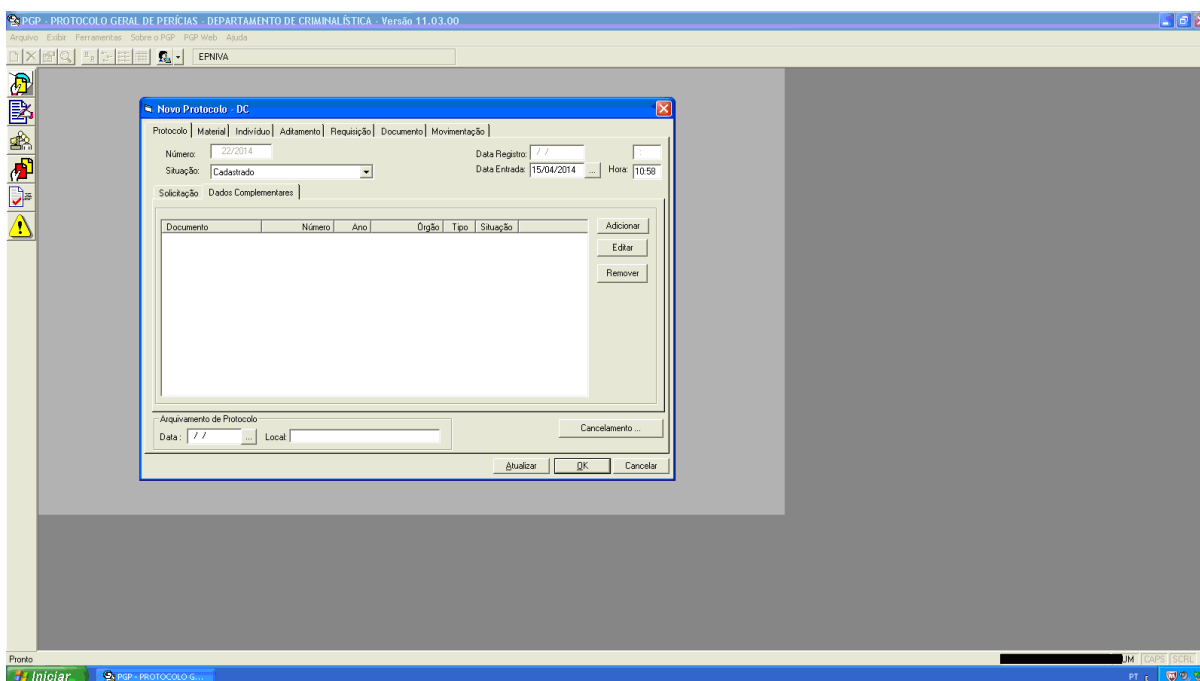 PGP - PROTOCOLO GERAL DE PERÍCIAS - DEPARTAMENTO DE CRIMINALÍSTICA - Versão 11.03.00
Arquivo Exibir Ferramentas Sobre o PGP PGP Web Ajuda
EPNIVA
Novo Protocolo - DC
Protocolo Material Indivíduo Aditamento Requisição Documento Movimentação
Número: 22/2014 Data Registro: / / :
Situação: Cadastrado Data Entrada: 15/04/2014 ... Hora: 10:58
Solicitação Dados Complementares
Documento Número Ano Órgão Tipo Situação
Adicionar
Editar
Remover
Arquivamento de Protocolo
Data : / / ... Local:
Cancelamento ...
Atualizar OK Cancelar
Pronto UM CAPS SCRL
Iniciar PGP - PROTOCOLO G... PT